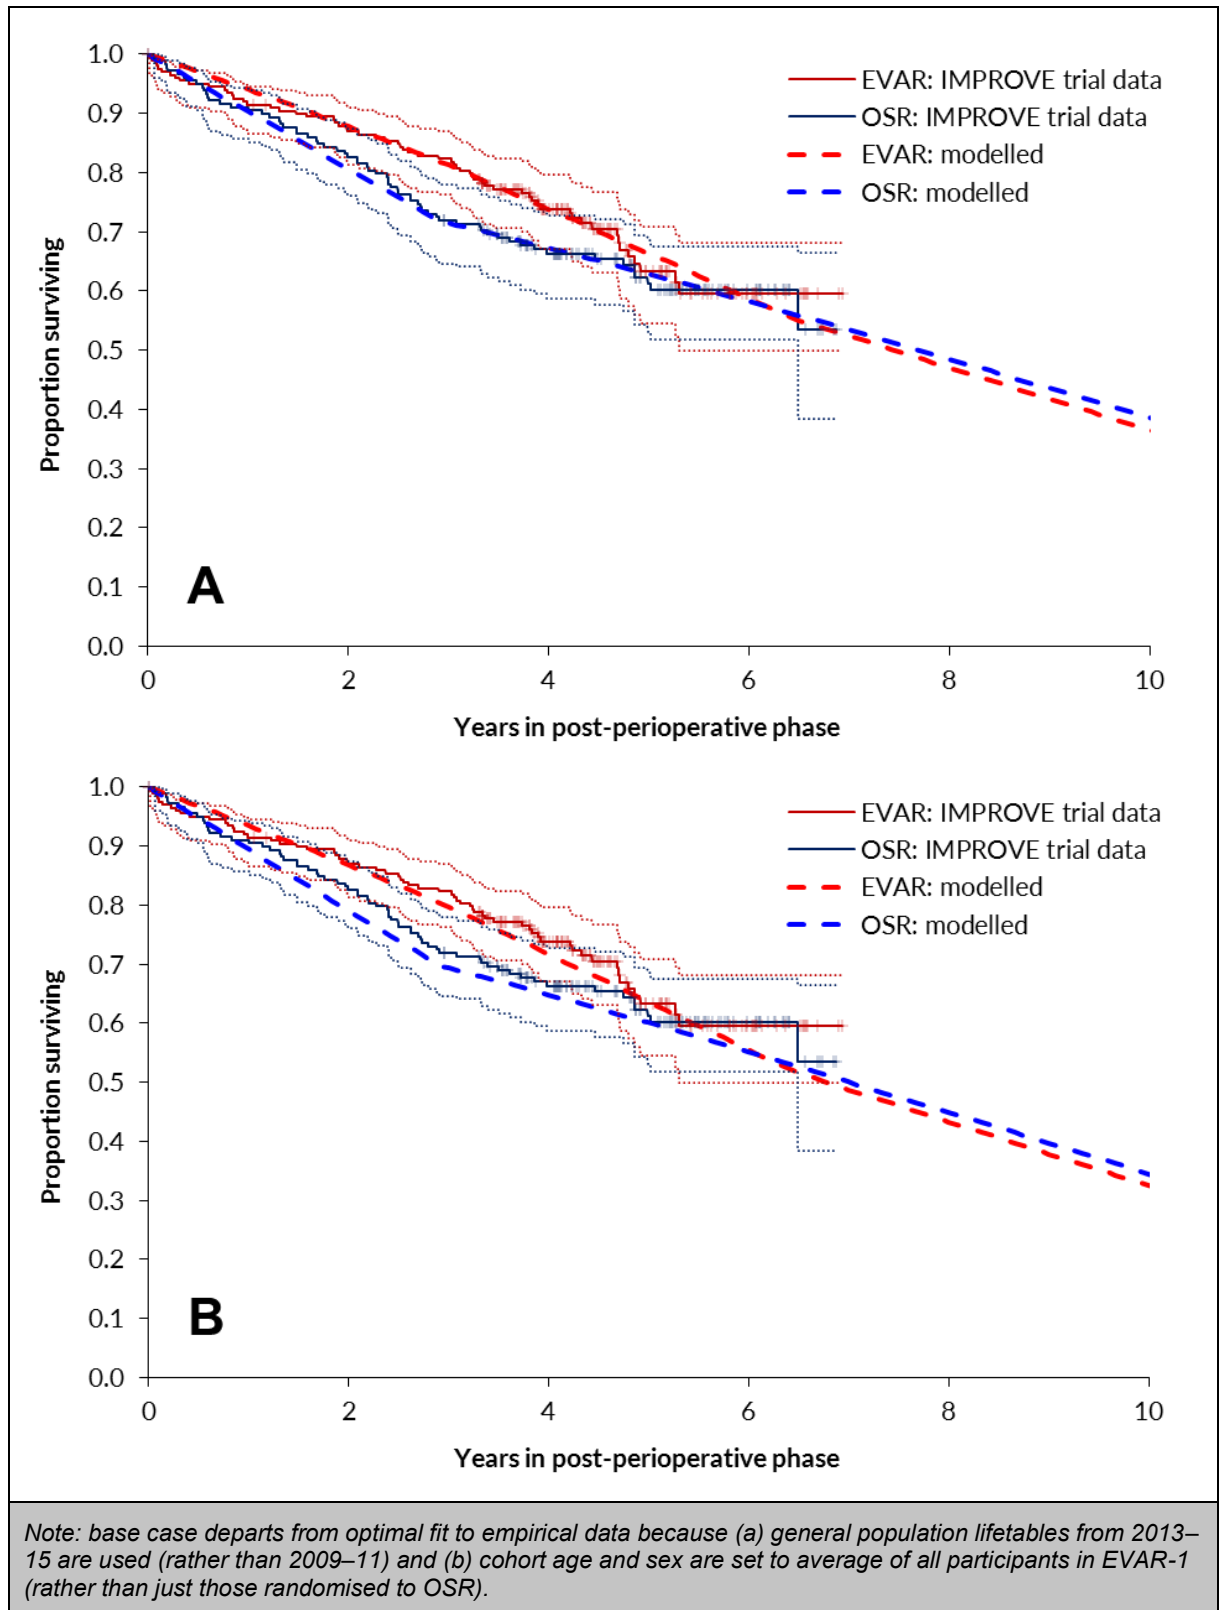 1.0
0.9
0.8
0.7
0.6
0.5
0.4
0.3
0.2
0.1
0.0
Proportion surviving
EVAR: IMPROVE trial data
OSR: IMPROVE trial data
EVAR: modelled
OSR: modelled
A
0 2 4 6 8 10
Years in post-perioperative phase
1.0
0.9
0.8
0.7
0.6
0.5
0.4
0.3
0.2
0.1
0.0
Proportion surviving
EVAR: IMPROVE trial data
OSR: IMPROVE trial data
EVAR: modelled
OSR: modelled
B
0 2 4 6 8 10
Years in post-perioperative phase
Note: base case departs from optimal fit to empirical data because (a) general population lifetables from 2013–
15 are used (rather than 2009–11) and (b) cohort age and sex are set to average of all participants in EVAR-1
(rather than just those randomised to OSR).